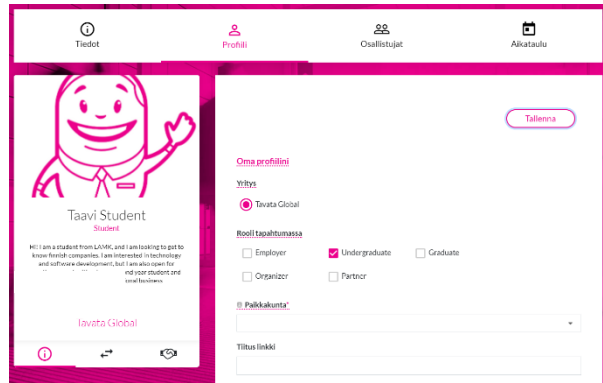 Tiedot
Profiili
Osallistujat
Aikataulu
Taavi Student
Student
Hi! I am a student from LAMK, and I am looking to get to
know finnish companies. I am interested in technology
and software development, but I am also open for
nd year student and
ional business
Tavata Global
Tallenna
Oma profiilini
Yritys
Tavata Global
Rooli tapahtumassa
Employer
Undergraduate
Graduate
Organizer
Partner
Paikkakunta*
Tiitus linkki